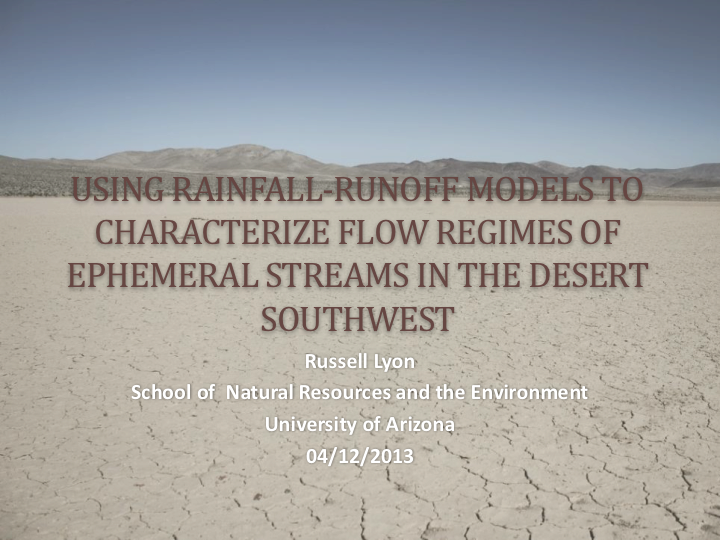 USING RAINFALL-RUNOFF MODELS TO
CHARACTERIZE FLOW REGIMES OF
EPHEMERAL STREAMS IN THE DESERT
SOUTHWEST
Russell Lyon
School of  Natural Resources and the Environment
University of Arizona
04/12/2013